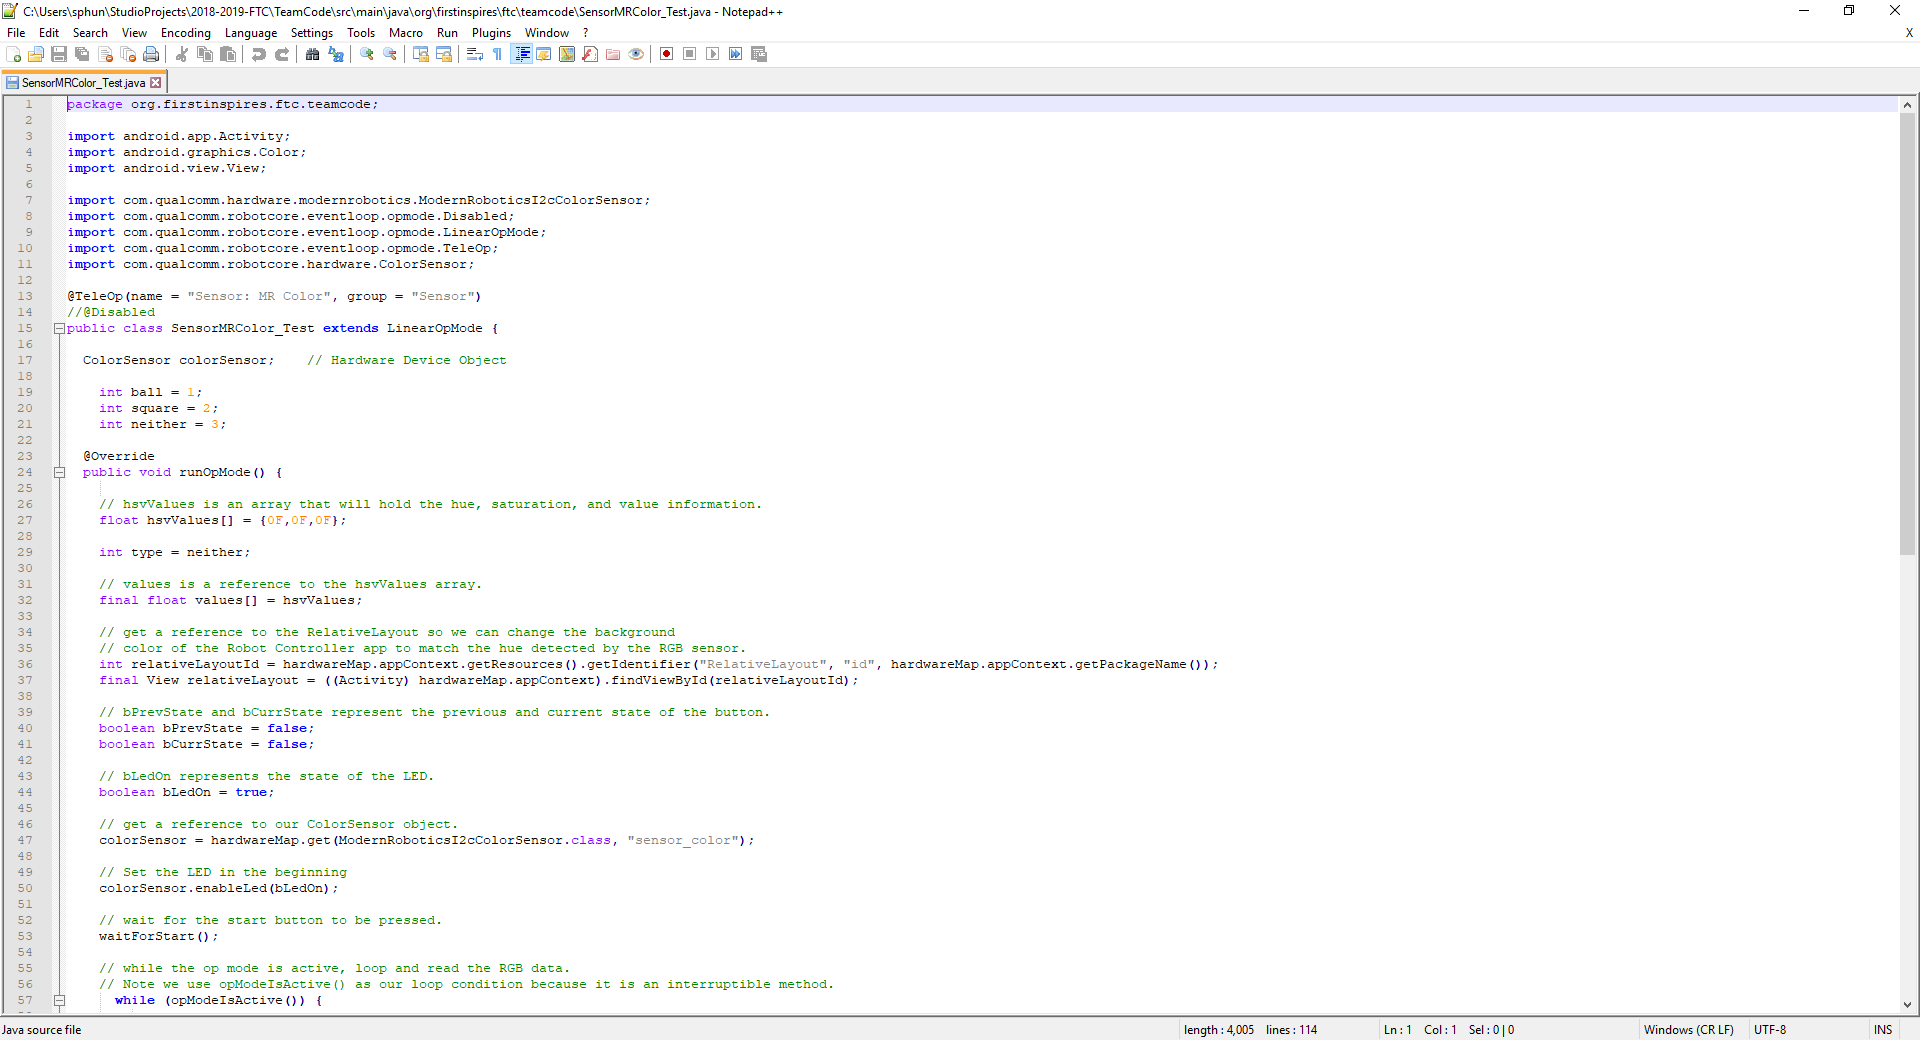 C:\Users\sphun\StudioProjects\2018-2019-FTC\TeamCode\src\main\java\org\firstinspires\ftc\teamcode\SensorMRColor_Test.java - Notepad++
File Edit Search View Encoding Language Settings Tools Macro Run Plugins Window ? X
SensorMRColor_Test.java
1 package org.firstinspires.ftc.teamcode;
2
3 import android.app.Activity;
4 import android.graphics.Color;
5 import android.view.View;
6
7 import com.qualcomm.hardware.modernrobotics.ModernRoboticsI2cColorSensor;
8 import com.qualcomm.robotcore.eventloop.opmode.Disabled;
9 import com.qualcomm.robotcore.eventloop.opmode.LinearOpMode;
10 import com.qualcomm.robotcore.eventloop.opmode.TeleOp;
11 import com.qualcomm.robotcore.hardware.ColorSensor;
12
13 @TeleOp(name = "Sensor: MR Color", group = "Sensor")
14 //@Disabled
15 public class SensorMRColor_Test extends LinearOpMode {
16
17 ColorSensor colorSensor;    // Hardware Device Object
18
19 int ball = 1;
20 int square = 2;
21 int neither = 3;
22
23 @Override
24 public void runOpMode() {
25
26 // hsvValues is an array that will hold the hue, saturation, and value information.
27 float hsvValues[] = {0F,0F,0F};
28
29 int type = neither;
30
31 // values is a reference to the hsvValues array.
32 final float values[] = hsvValues;
33
34 // get a reference to the RelativeLayout so we can change the background
35 // color of the Robot Controller app to match the hue detected by the RGB sensor.
36 int relativeLayoutId = hardwareMap.appContext.getResources().getIdentifier("RelativeLayout", "id", hardwareMap.appContext.getPackageName());
37 final View relativeLayout = ((Activity) hardwareMap.appContext).findViewById(relativeLayoutId);
38
39 // bPrevState and bCurrState represent the previous and current state of the button.
40 boolean bPrevState = false;
41 boolean bCurrState = false;
42
43 // bLedOn represents the state of the LED.
44 boolean bLedOn = true;
45
46 // get a reference to our ColorSensor object.
47 colorSensor = hardwareMap.get(ModernRoboticsI2cColorSensor.class, "sensor_color");
48
49 // Set the LED in the beginning
50 colorSensor.enableLed(bLedOn);
51
52 // wait for the start button to be pressed.
53 waitForStart();
54
55 // while the op mode is active, loop and read the RGB data.
56 // Note we use opModeIsActive() as our loop condition because it is an interruptible method.
57 while (opModeIsActive()) {
Java source file length : 4,005 lines : 114 Ln : 1 Col : 1 Sel : 0 | 0 Windows (CR LF) UTF-8 INS